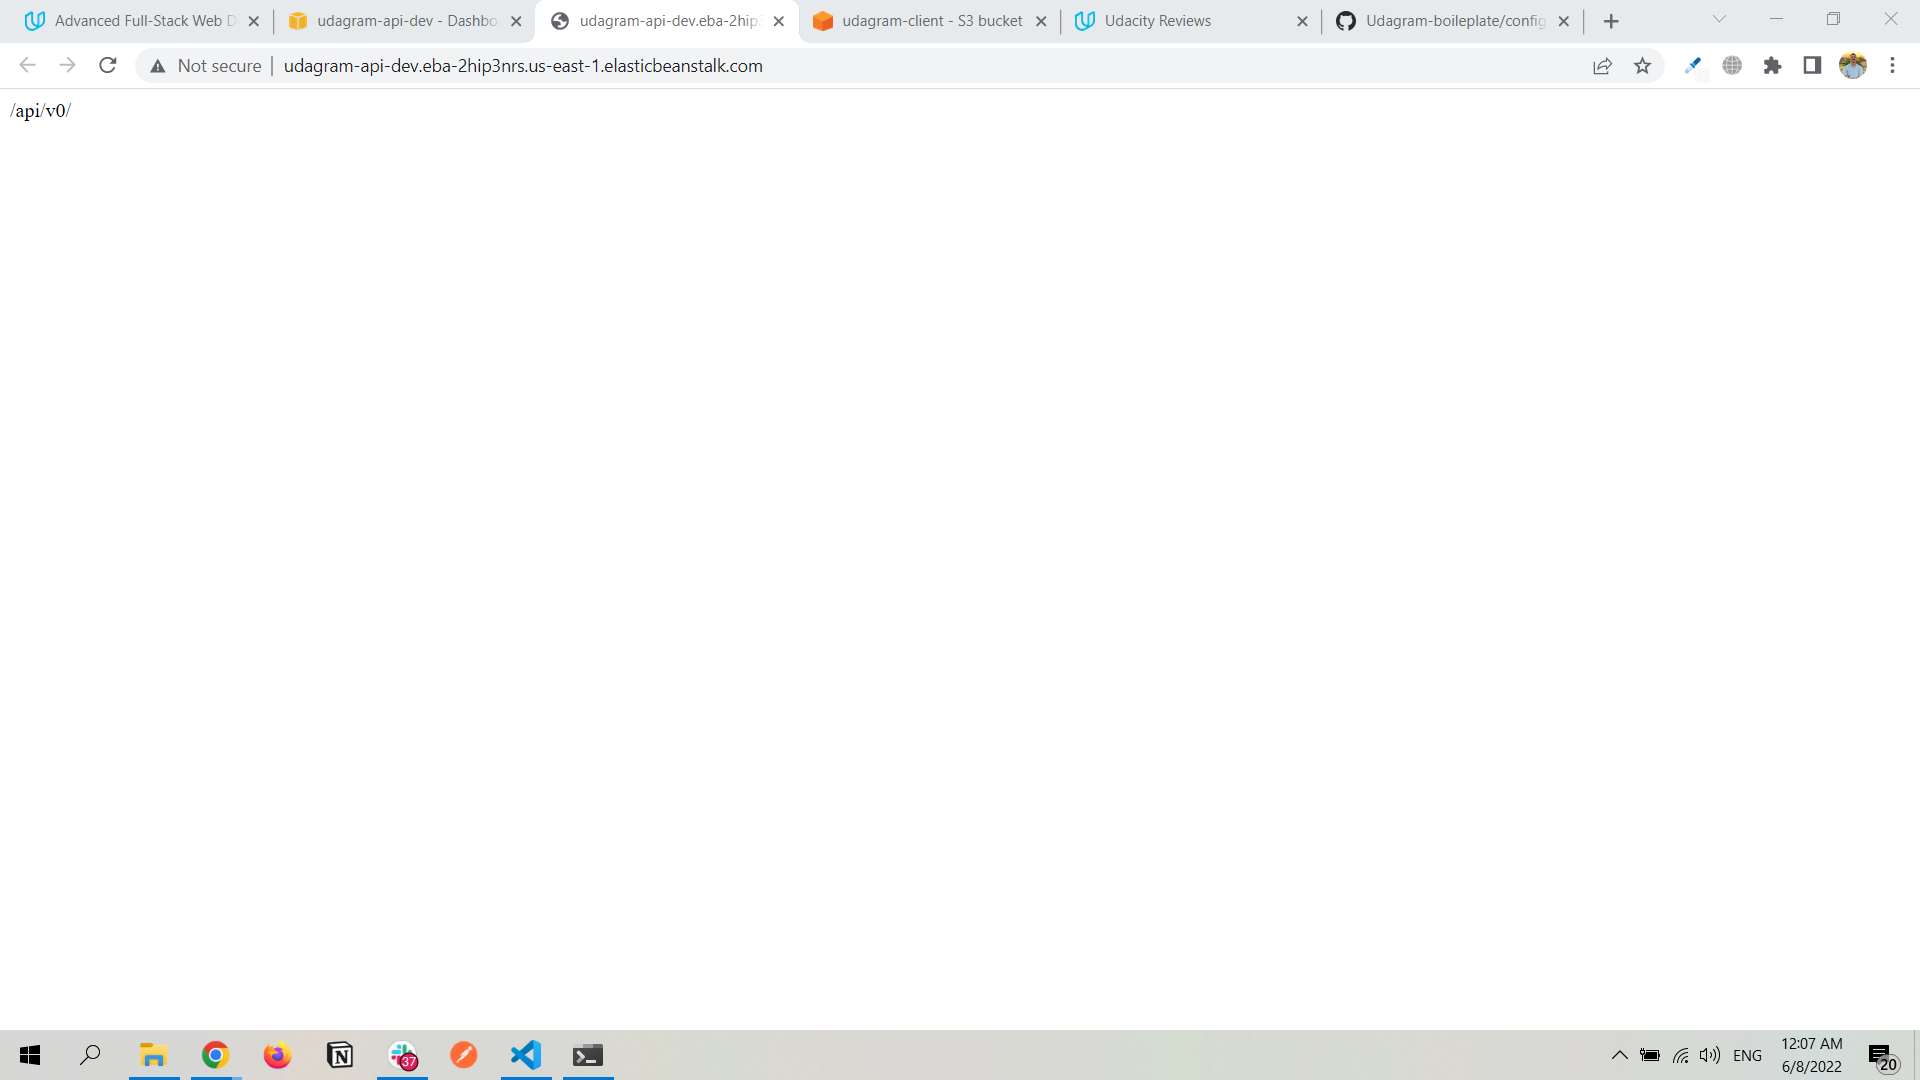 Advanced Full-Stack Web D
udagram-api-dev - Dashbo
udagram-api-dev.eba-2hip3
udagram-client - S3 bucket
Udacity Reviews
Udagram-boileplate/config
Not secure
udagram-api-dev.eba-2hip3nrs.us-east-1.elasticbeanstalk.com
/api/v0/
N
37
ENG
12:07 AM
6/8/2022
20